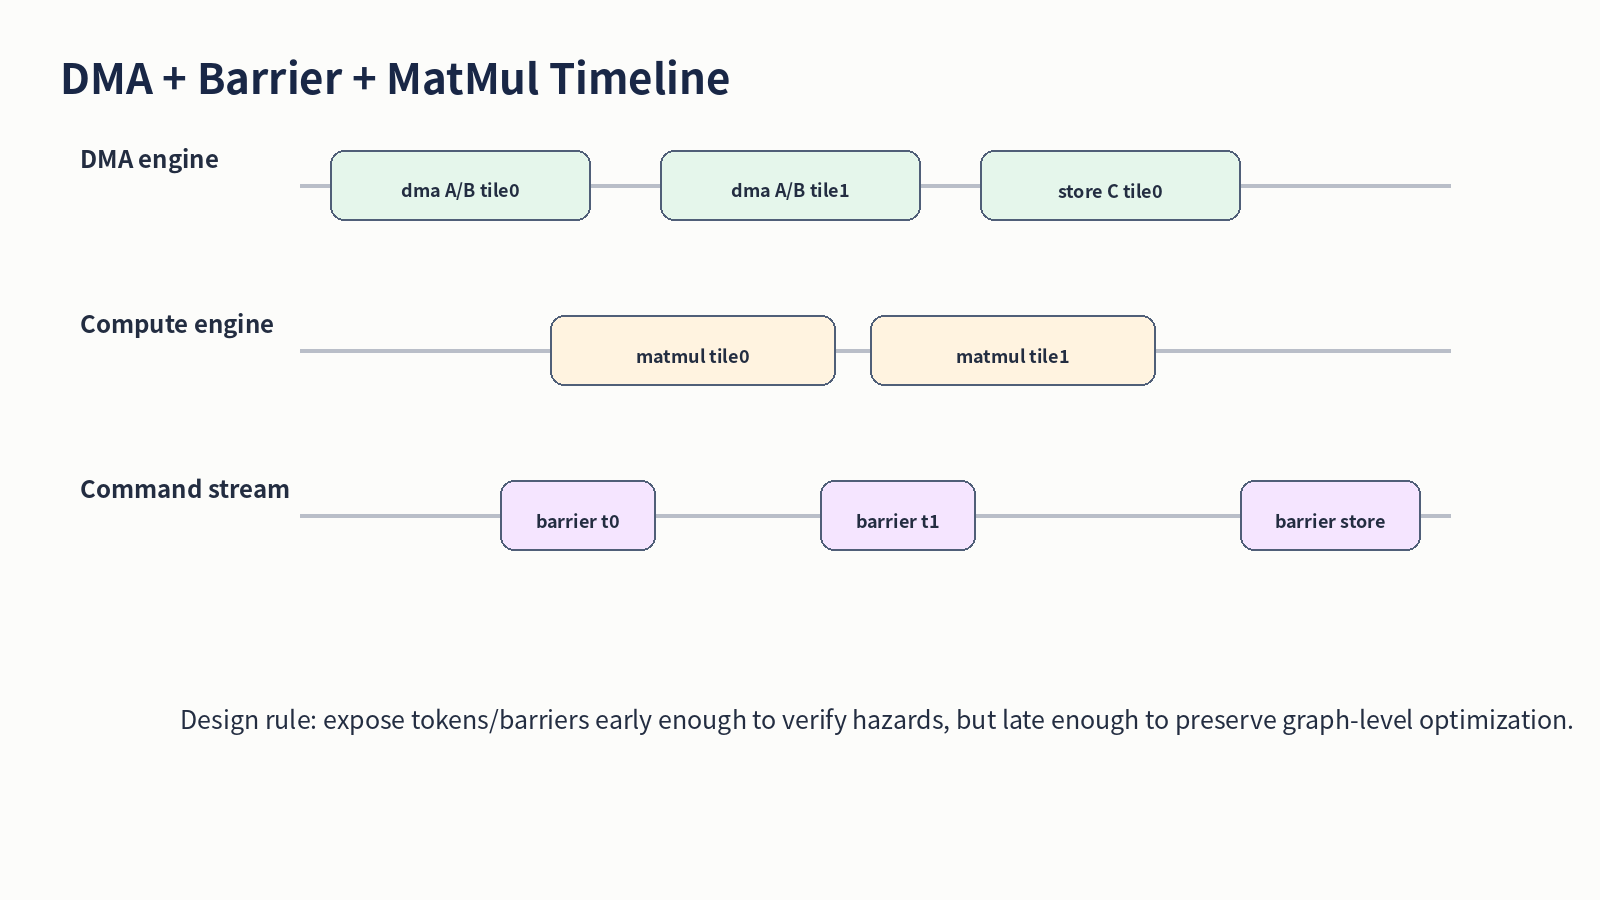 DMA + Barrier + MatMul Timeline
DMA engine
dma A/B tile0
dma A/B tile1
store C tile0
Compute engine
matmul tile0
matmul tile1
Command stream
barrier t0
barrier t1
barrier store
Design rule: expose tokens/barriers early enough to verify hazards, but late enough to preserve graph-level optimization.